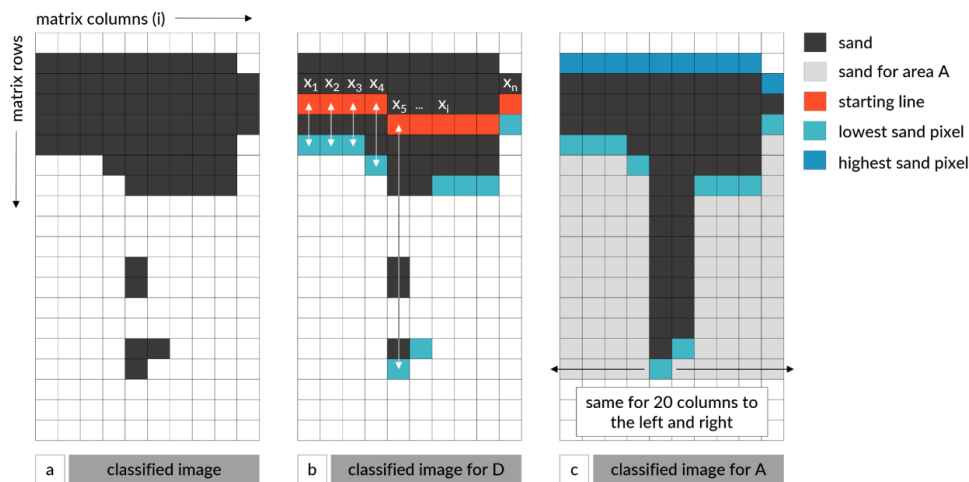 matrix columns (i)
matrix rows
x1 x2 x3 x4 xn
x5 ... xi
sand
sand for area A
starting line
lowest sand pixel
highest sand pixel
same for 20 columns to
the left and right
a classified image
b classified image for D
c classified image for A